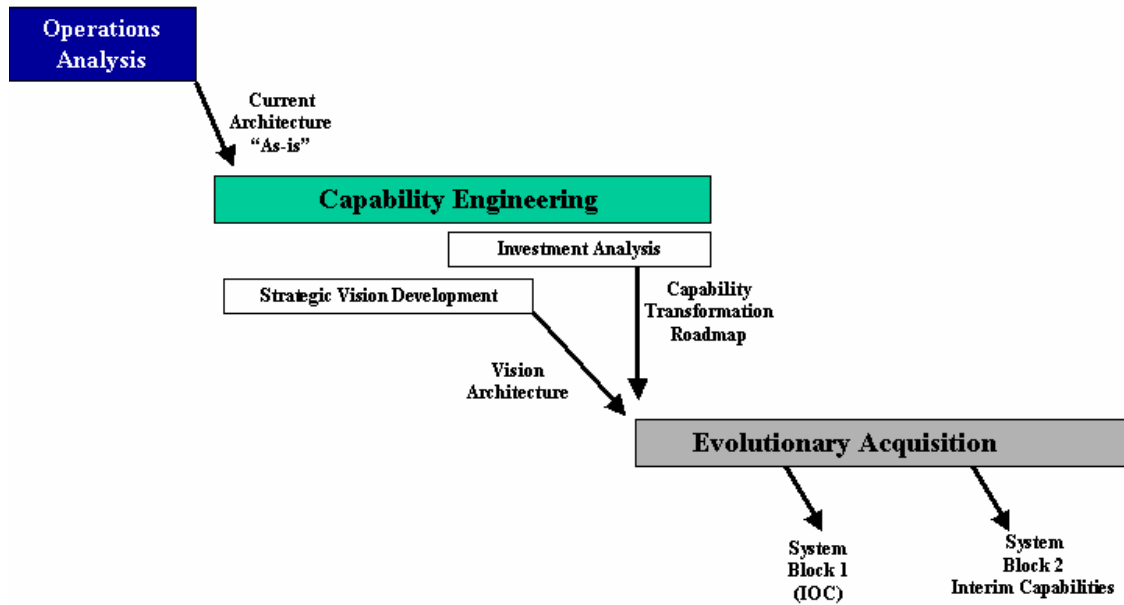 Operations
Analysis
Current
Architecture
“As-is”
Capability Engineering
Investment Analysis
Strategic Vision Development
Capability
Transformation
Roadmap
Vision
Architecture
Evolutionary Acquisition
System
Block 1
(IOC)
System
Block 2
Interim Capabilities